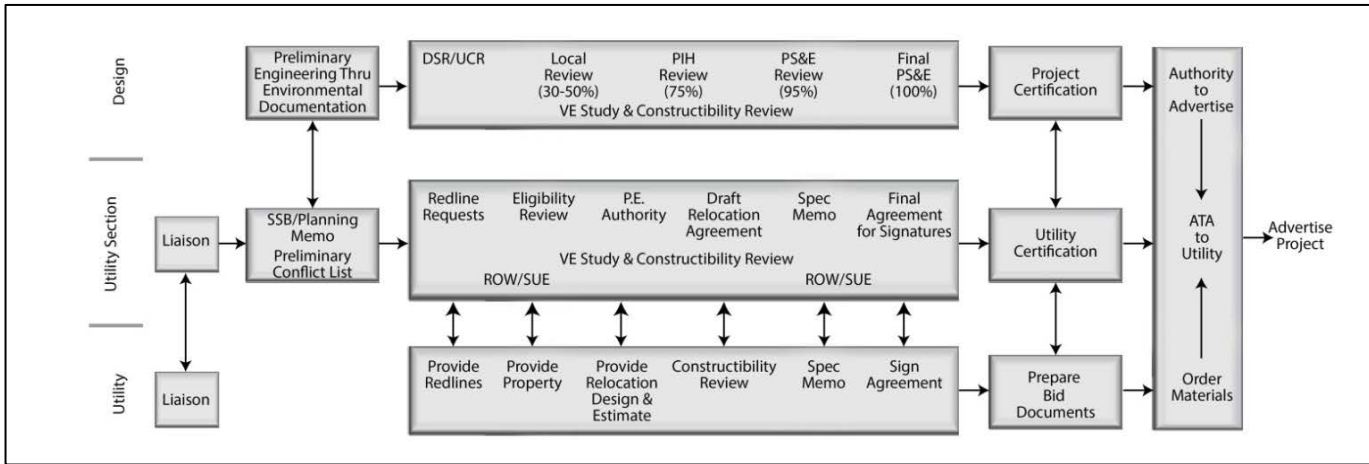 Design
Preliminary
Engineering Thru
Environmental
Documentation
DSR/UCR
Local
Review
(30-50%)
PIH
Review
(75%)
PS&E
Review
(95%)
Final
PS&E
(100%)
VE Study & Constructibility Review
Project
Certification
Authority
to
Advertise
Utility Section
Liaison
SSB/Planning
Memo
Preliminary
Conflict List
Redline
Requests
Eligibility
Review
P.E.
Authority
Draft
Relocation
Agreement
Spec
Memo
Final
Agreement
for Signatures
VE Study & Constructibility Review
ROW/SUE
ROW/SUE
Utility
Certification
ATA
to
Utility
Advertise
Project
Utility
Liaison
Provide
Redlines
Provide
Property
Provide
Relocation
Design &
Estimate
Constructibility
Review
Spec
Memo
Sign
Agreement
Prepare
Bid
Documents
Order
Materials